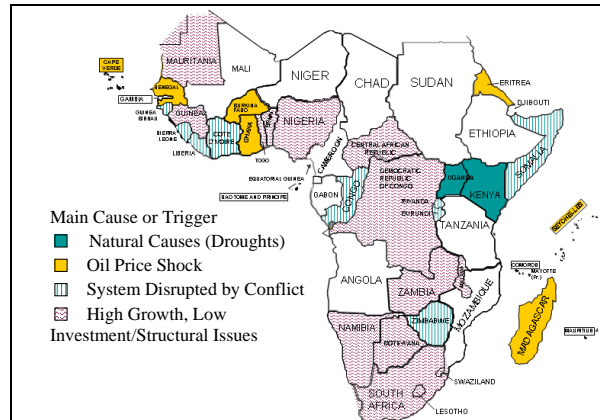 CAPE
VERDE
MAURITANIA
MALI
NIGER
CHAD
SUDAN
ERITREA
DJIBOUTI
SENEGAL
GAMBIA
GUINEA
BISSAU
GUINEA
SIERRA
LEONE
LIBERIA
COTE
D'IVOIRE
BURKINA
FASO
GHANA
TOGO
BENIN
NIGERIA
CAMEROON
CENTRAL AFRICAN
REPUBLIC
ETHIOPIA
SOMALIA
EQUATORIAL GUINEA
SAO TOME AND PRINCIPE
GABON
CONGO
DEMOCRATIC
REPUBLIC
OF CONGO
UGANDA
KENYA
RWANDA
BURUNDI
TANZANIA
SEYCHELLES
COMOROS
MAYOTTE
(Fr.)
ANGOLA
ZAMBIA
MOZAMBIQUE
ZIMBABWE
NAMIBIA
BOTSWANA
MADAGASCAR
MAURITIUS
SWAZILAND
LESOTHO
SOUTH
AFRICA
Main Cause or Trigger
Natural Causes (Droughts)
Oil Price Shock
System Disrupted by Conflict
High Growth, Low
Investment/Structural Issues